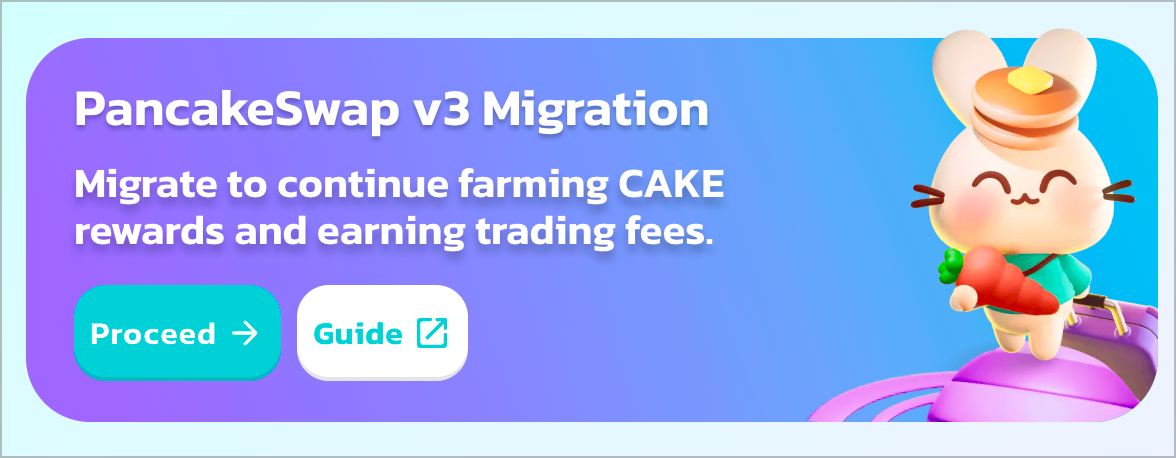 PancakeSwap v3 Migration
Migrate to continue farming CAKE
rewards and earning trading fees.
Proceed
Guide